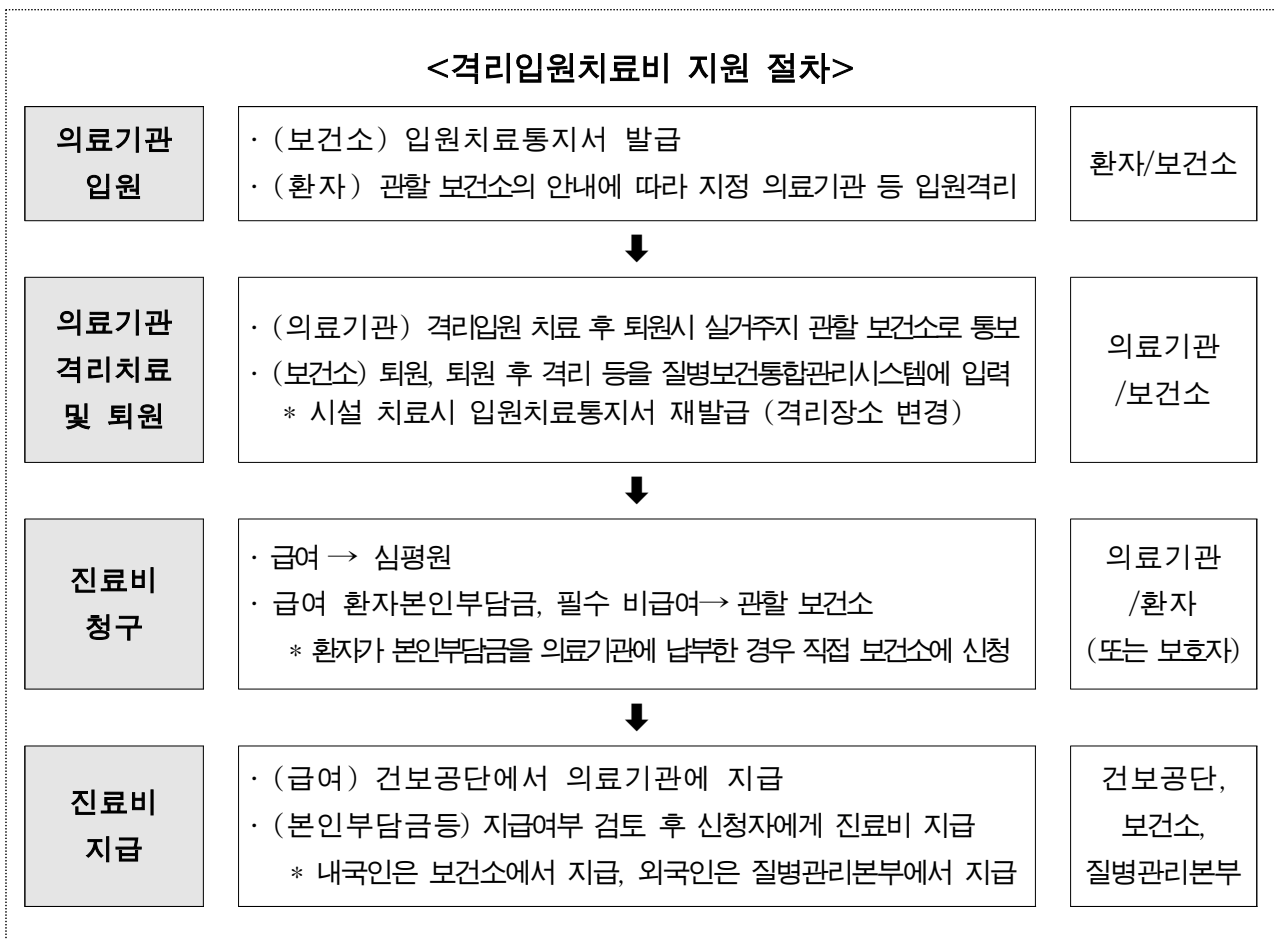 <격리입원치료비 지원 절차>
의료기관
입원
· (보건소) 입원치료통지서 발급
· (환자) 관할 보건소의 안내에 따라 지정 의료기관 등 입원격리
환자/보건소
의료기관
격리치료
및 퇴원
· (의료기관) 격리입원 치료 후 퇴원시 실거주지 관할 보건소로 통보
· (보건소) 퇴원, 퇴원 후 격리 등을 질병보건통합관리시스템에 입력
* 시설 치료시 입원치료통지서 재발급 (격리장소 변경)
의료기관
/보건소
진료비
청구
· 급여 → 심평원
· 급여 환자본인부담금, 필수 비급여→ 관할 보건소
* 환자가 본인부담금을 의료기관에 납부한 경우 직접 보건소에 신청
의료기관
/환자
(또는 보호자)
진료비
지급
· (급여) 건보공단에서 의료기관에 지급
· (본인부담금등) 지급여부 검토 후 신청자에게 진료비 지급
* 내국인은 보건소에서 지급, 외국인은 질병관리본부에서 지급
건보공단,
보건소,
질병관리본부